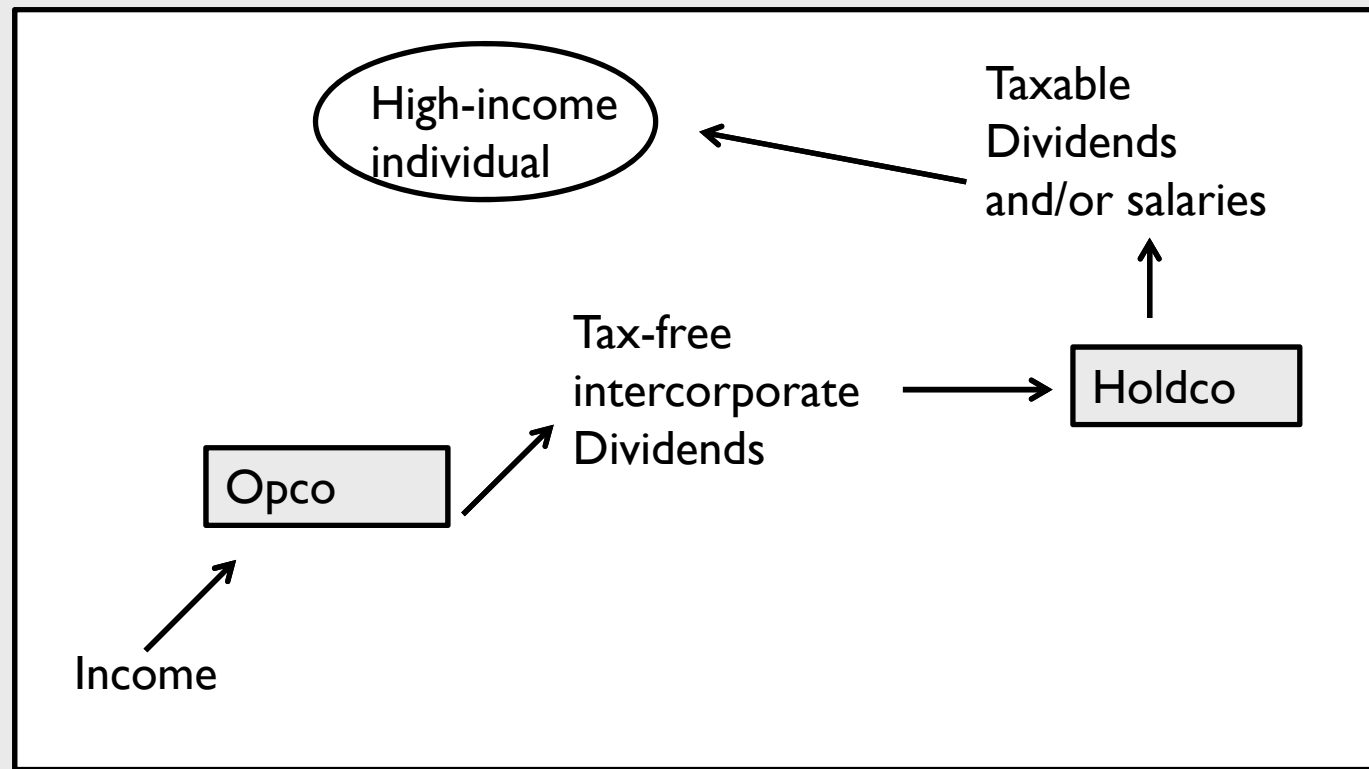 High-income
individual
Taxable
Dividends
and/or salaries
Tax-free
intercorporate
Dividends
Holdco
Opco
Income